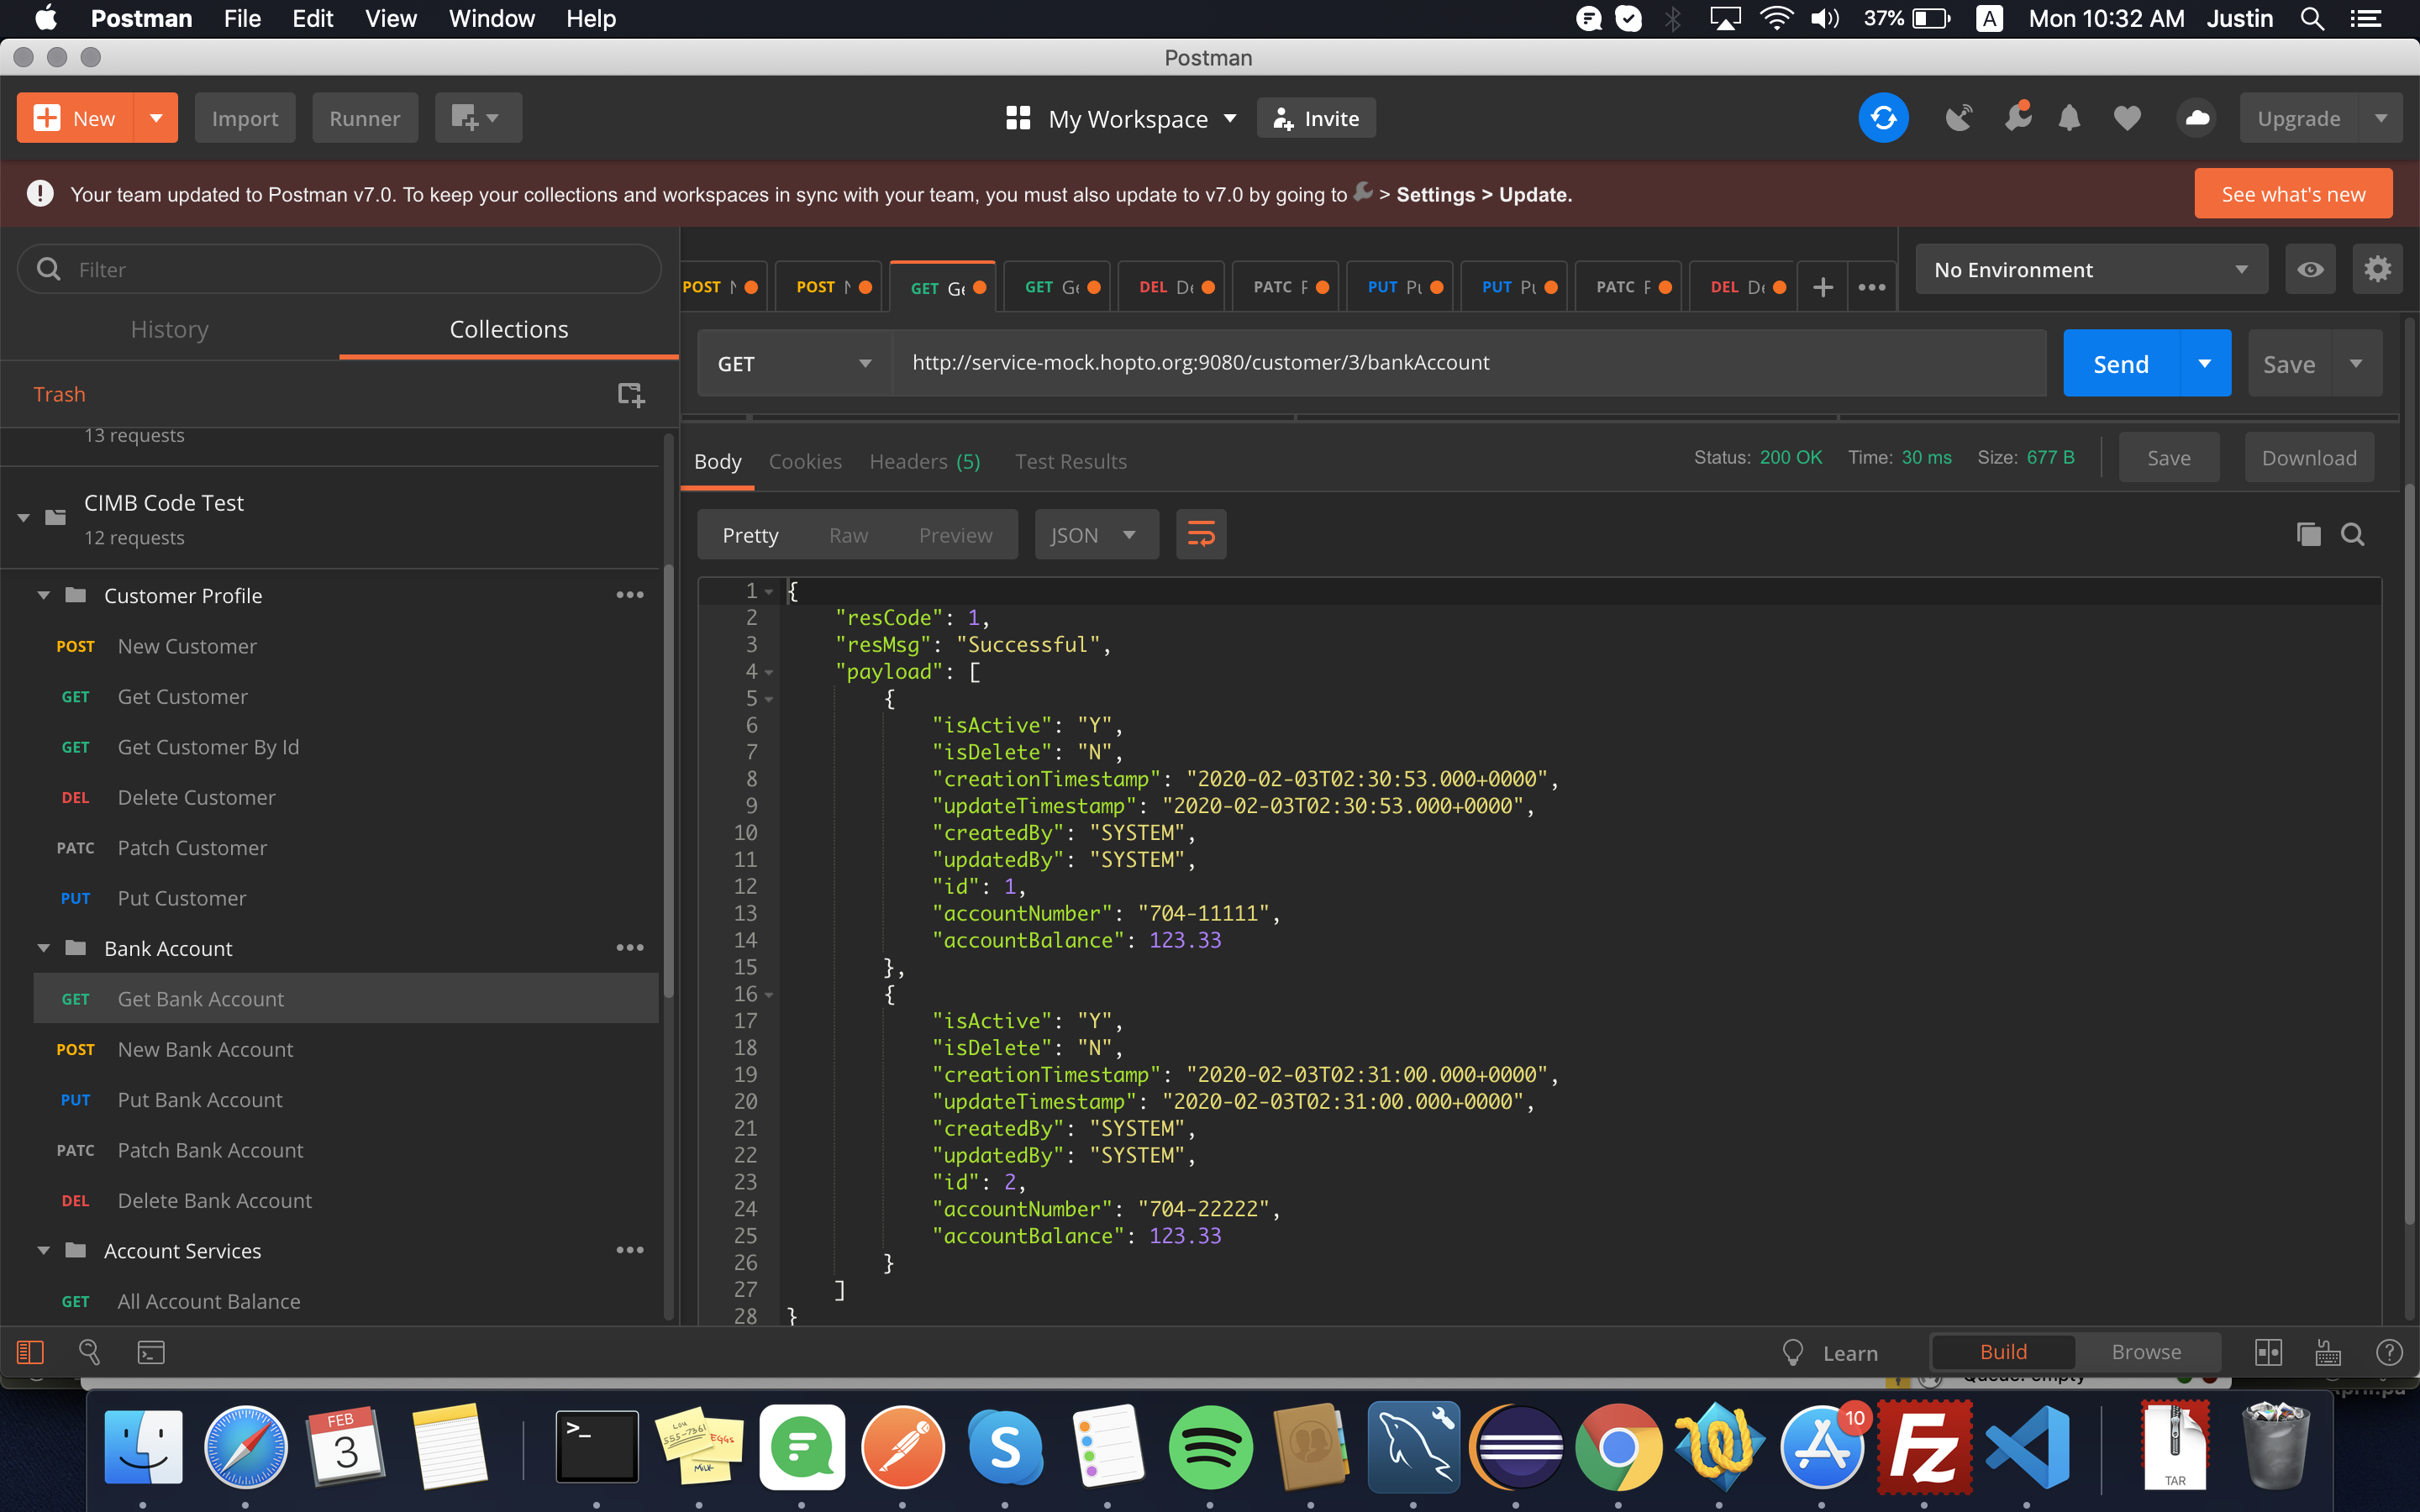 Postman File Edit View Window Help 37% A Mon 10:32 AM Justin
Postman
New Import Runner My Workspace Invite Upgrade
Your team updated to Postman v7.0. To keep your collections and workspaces in sync with your team, you must also update to v7.0 by going to > Settings > Update. See what's new
Filter
History Collections
Trash
13 requests
CIMB Code Test
12 requests
Customer Profile
POST New Customer
GET Get Customer
GET Get Customer By Id
DEL Delete Customer
PATC Patch Customer
PUT Put Customer
Bank Account
GET Get Bank Account
POST New Bank Account
PUT Put Bank Account
PATC Patch Bank Account
DEL Delete Bank Account
Account Services
GET All Account Balance
POST POST GET Ge GET Ge DEL De PATC PUT Pu PUT Pu PATC DEL De
No Environment
GET http://service-mock.hopto.org:9080/customer/3/bankAccount Send Save
Body Cookies Headers (5) Test Results Status: 200 OK Time: 30 ms Size: 677 B Save Download
Pretty Raw Preview JSON
1 {
2 "resCode": 1,
3 "resMsg": "Successful",
4 "payload": [
5 {
6 "isActive": "Y",
7 "isDelete": "N",
8 "creationTimestamp": "2020-02-03T02:30:53.000+0000",
9 "updateTimestamp": "2020-02-03T02:30:53.000+0000",
10 "createdBy": "SYSTEM",
11 "updatedBy": "SYSTEM",
12 "id": 1,
13 "accountNumber": "704-11111",
14 "accountBalance": 123.33
15 },
16 {
17 "isActive": "Y",
18 "isDelete": "N",
19 "creationTimestamp": "2020-02-03T02:31:00.000+0000",
20 "updateTimestamp": "2020-02-03T02:31:00.000+0000",
21 "createdBy": "SYSTEM",
22 "updatedBy": "SYSTEM",
23 "id": 2,
24 "accountNumber": "704-22222",
25 "accountBalance": 123.33
26 }
27 ]
28 }
Learn Build Browse
Queue: empty
FEB
3
EGGS
MILK
S
10
Fz
TAR